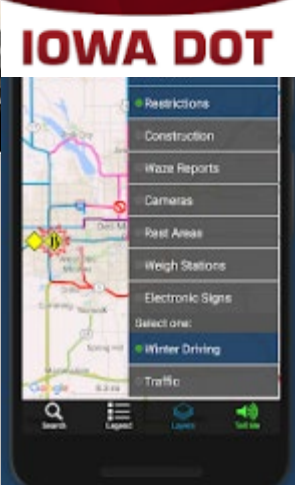 IOWA DOT
Restrictions
Construction
Waze Reports
Cameras
Rest Areas
Weigh Stations
Electronic Signs
Select one:
Winter Driving
Traffic
Google
Search
Legend
Layers
Tell Me